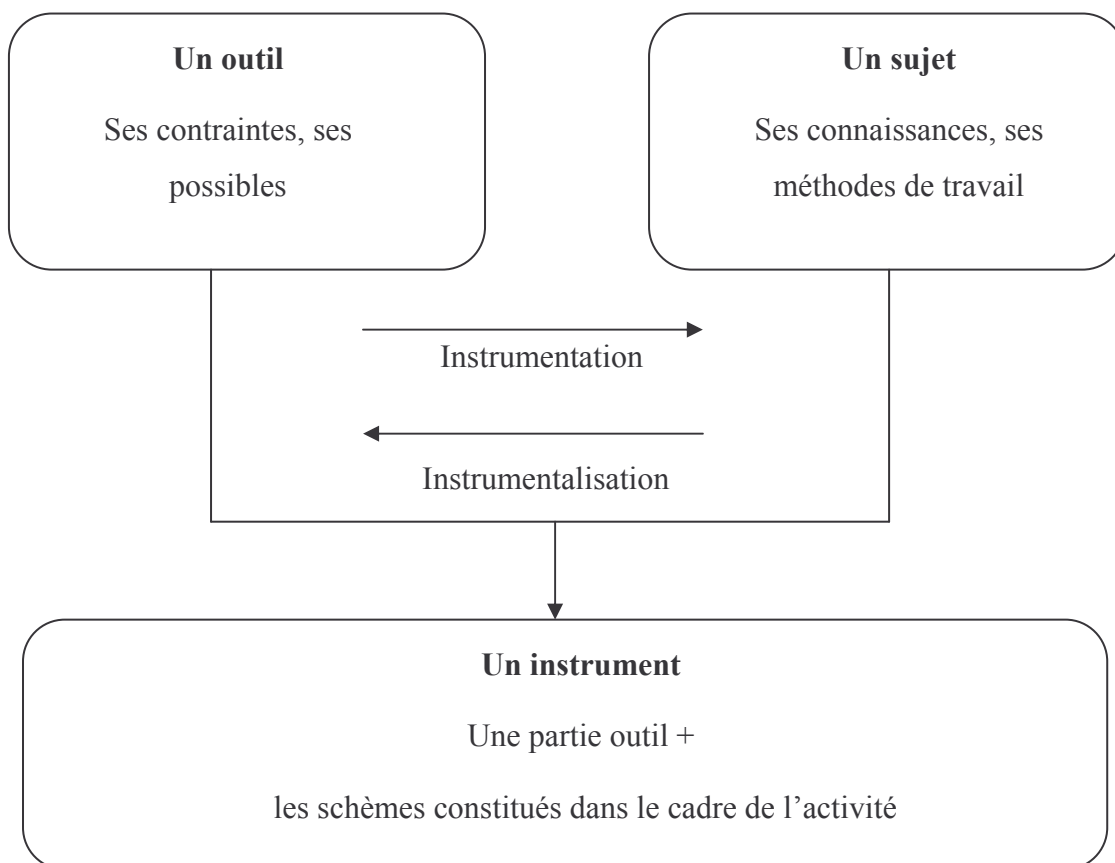 Un outil
Ses contraintes, ses
possibles
Un sujet
Ses connaissances, ses
méthodes de travail
Instrumentation
Instrumentalisation
Un instrument
Une partie outil +
les schèmes constitués dans le cadre de l’activité